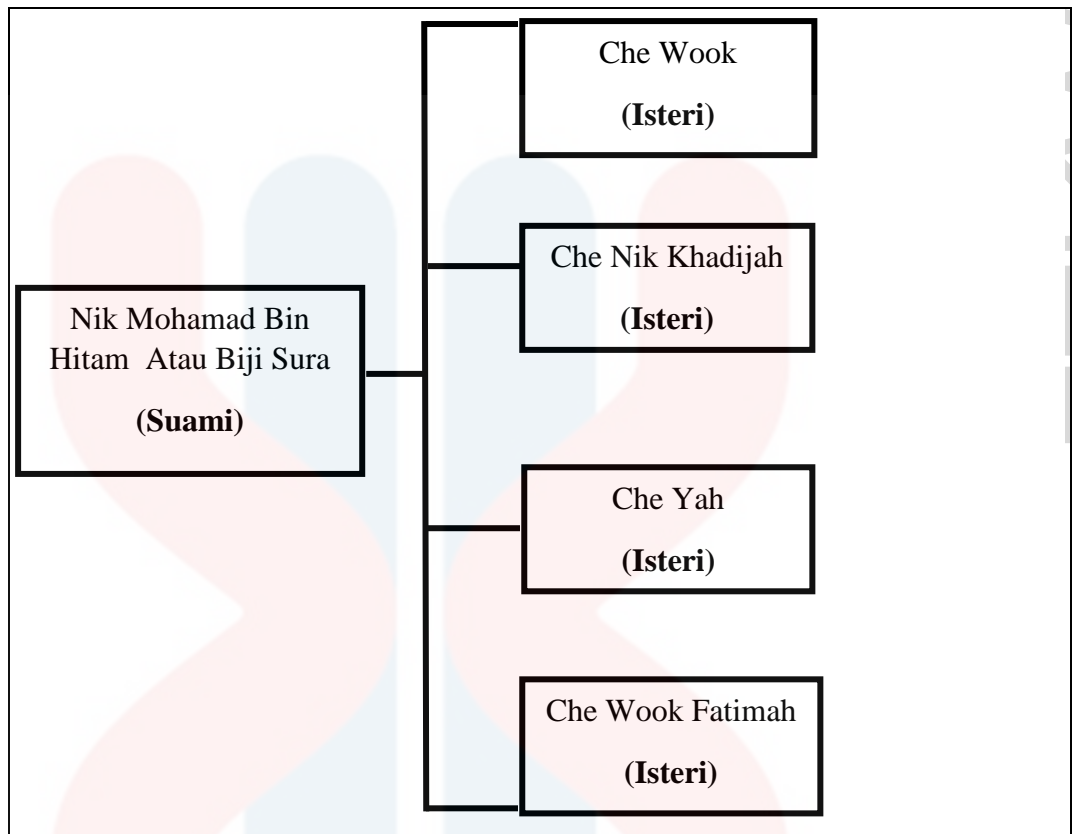 Che Wook
(Isteri)
Che Nik Khadijah
(Isteri)
Nik Mohamad Bin
Hitam Atau Biji Sura
(Suami)
Che Yah
(Isteri)
Che Wook Fatimah
(Isteri)